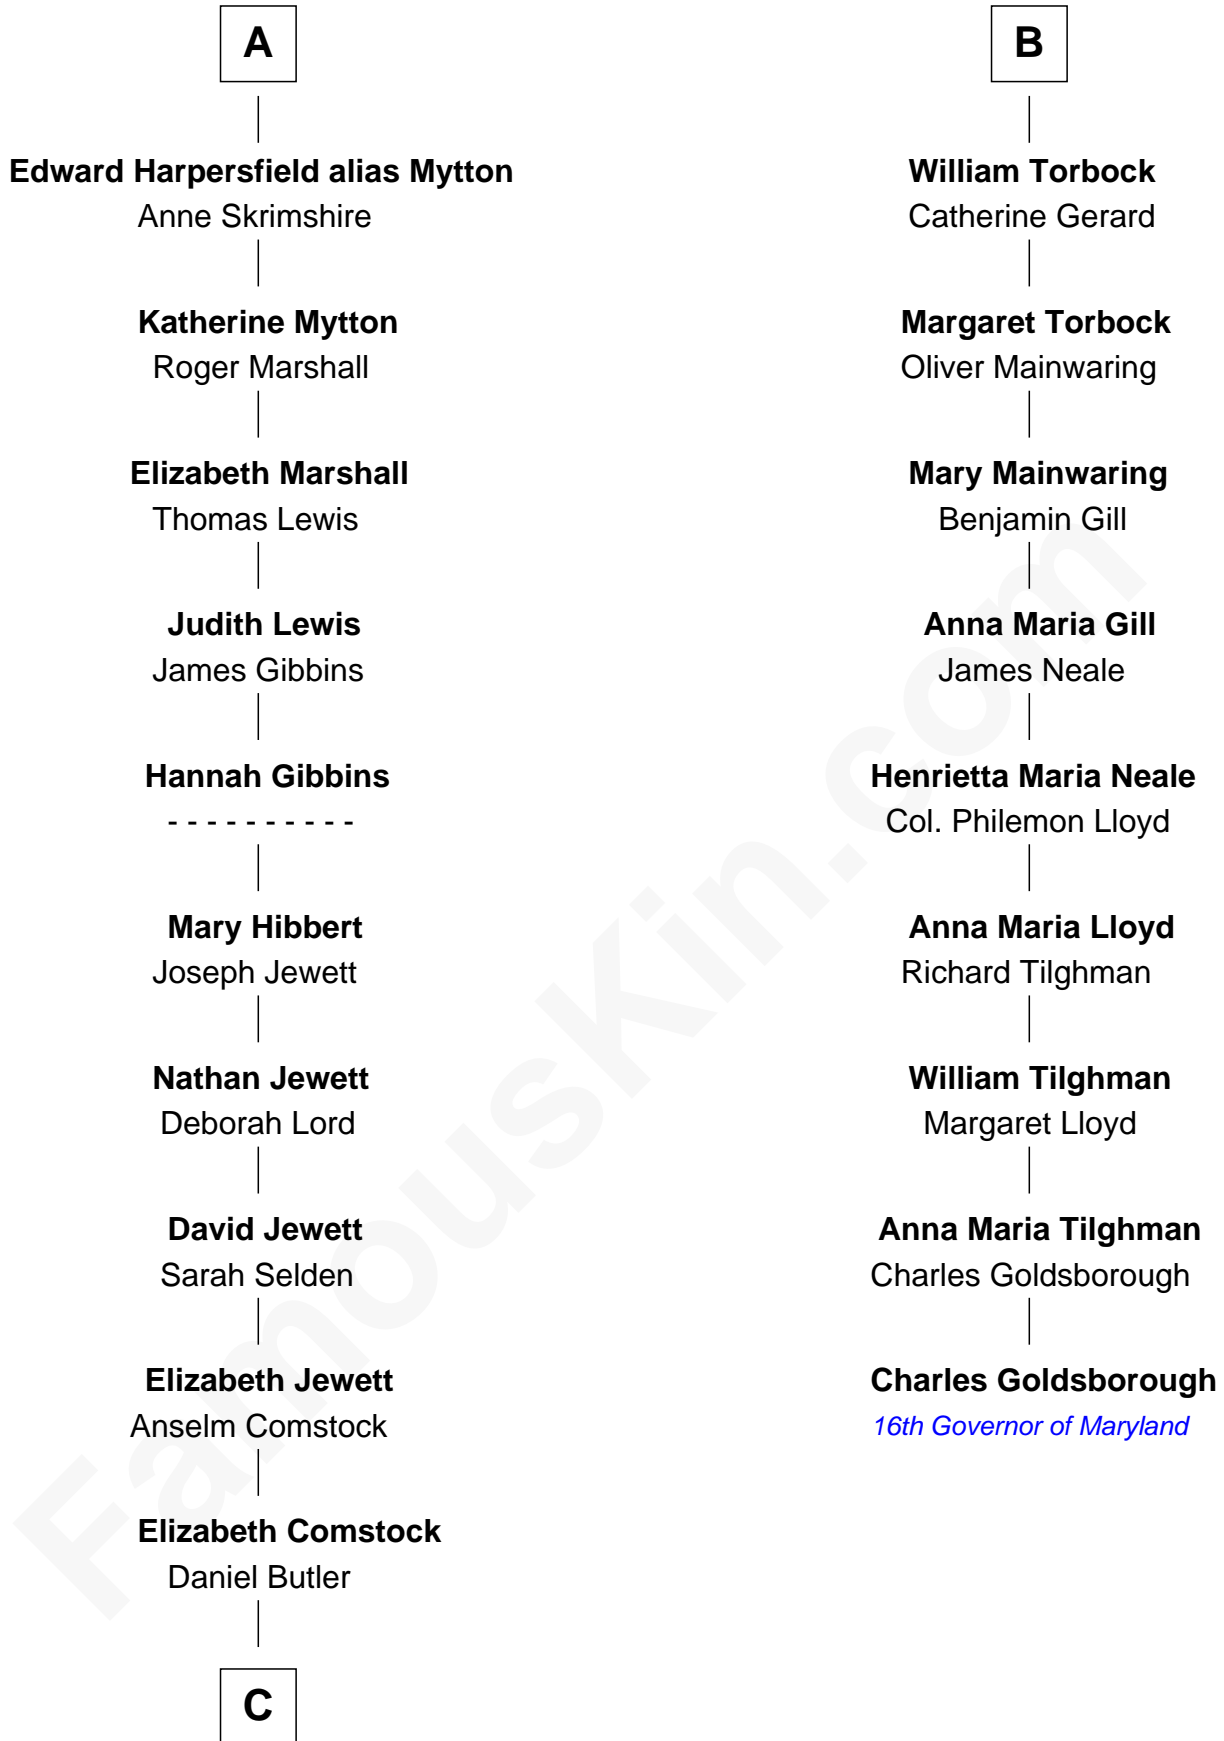 A
Edward Harpersfield alias Mytton
Anne Skrimshire
Katherine Mytton
Roger Marshall
Elizabeth Marshall
Thomas Lewis
Judith Lewis
James Gibbins
Hannah Gibbins
- - - - - - - - - -
Mary Hibbert
Joseph Jewett
Nathan Jewett
Deborah Lord
David Jewett
Sarah Selden
Elizabeth Jewett
Anselm Comstock
Elizabeth Comstock
Daniel Butler
C
B
William Torbock
Catherine Gerard
Margaret Torbock
Oliver Mainwaring
Mary Mainwaring
Benjamin Gill
Anna Maria Gill
James Neale
Henrietta Maria Neale
Col. Philemon Lloyd
Anna Maria Lloyd
Richard Tilghman
William Tilghman
Margaret Lloyd
Anna Maria Tilghman
Charles Goldsborough
Charles Goldsborough
16th Governor of Maryland
FamousKin.com